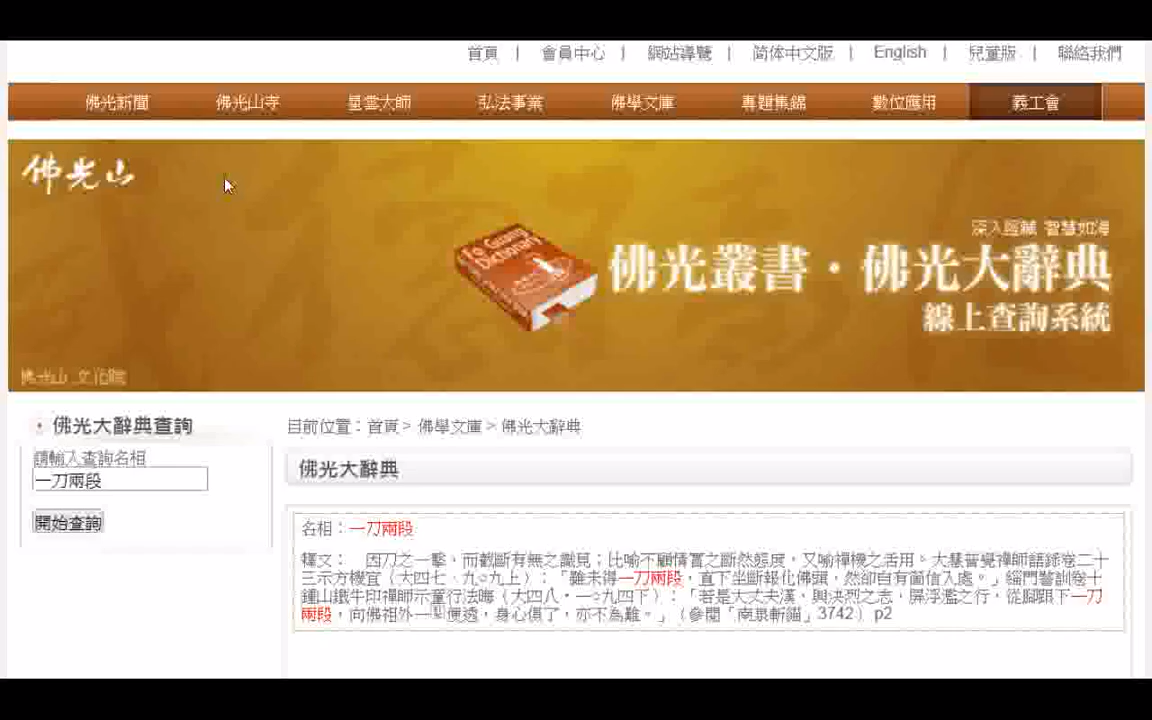 首頁 | 會員中心 | 網站導覽 | 简体中文版 | English | 兒童版 | 聯絡我們
佛光新聞 佛光山寺 星雲大師 弘法事業 佛學文庫 專題集錦 數位應用 義工會
佛光山
深入經藏 智慧如海
Fo Guang Dictionary
佛光叢書・佛光大辭典
線上查詢系統
佛光山 文化院
佛光大辭典查詢
目前位置：首頁> 佛學文庫 > 佛光大辭典
請輸入查詢名相
一刀兩段
佛光大辭典
開始查詢
名相：一刀兩段
釋文： 因刀之一擊，而截斷有無之識見；比喻不顧情實之斷然態度，又喻禪機之活用。大慧普覺禪師語錄卷二十
三示方機宜（大四七・九○九上）：「雖未得一刀兩段，直下坐斷報化佛頭，然卻自有箇信入處。」緇門警訓卷十
鍾山鐵牛印禪師示童行法晦（大四八・一○九四下）：「若是大丈夫漢，興決烈之志，屏浮濫之行，從腳跟下一刀
兩段，向佛祖外一便透，身心俱了，亦不為難。」（參閱「南泉斬貓」3742）p2